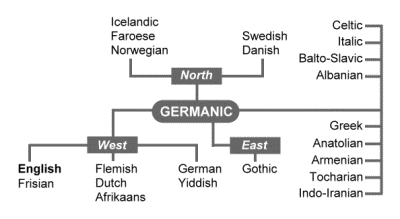 Icelandic
Faroese
Norwegian
Swedish
Danish
North
GERMANIC
West
East
English
Frisian
Flemish
Dutch
Afrikaans
German
Yiddish
Gothic
Celtic
Italic
Balto-Slavic
Albanian
Greek
Anatolian
Armenian
Tocharian
Indo-Iranian